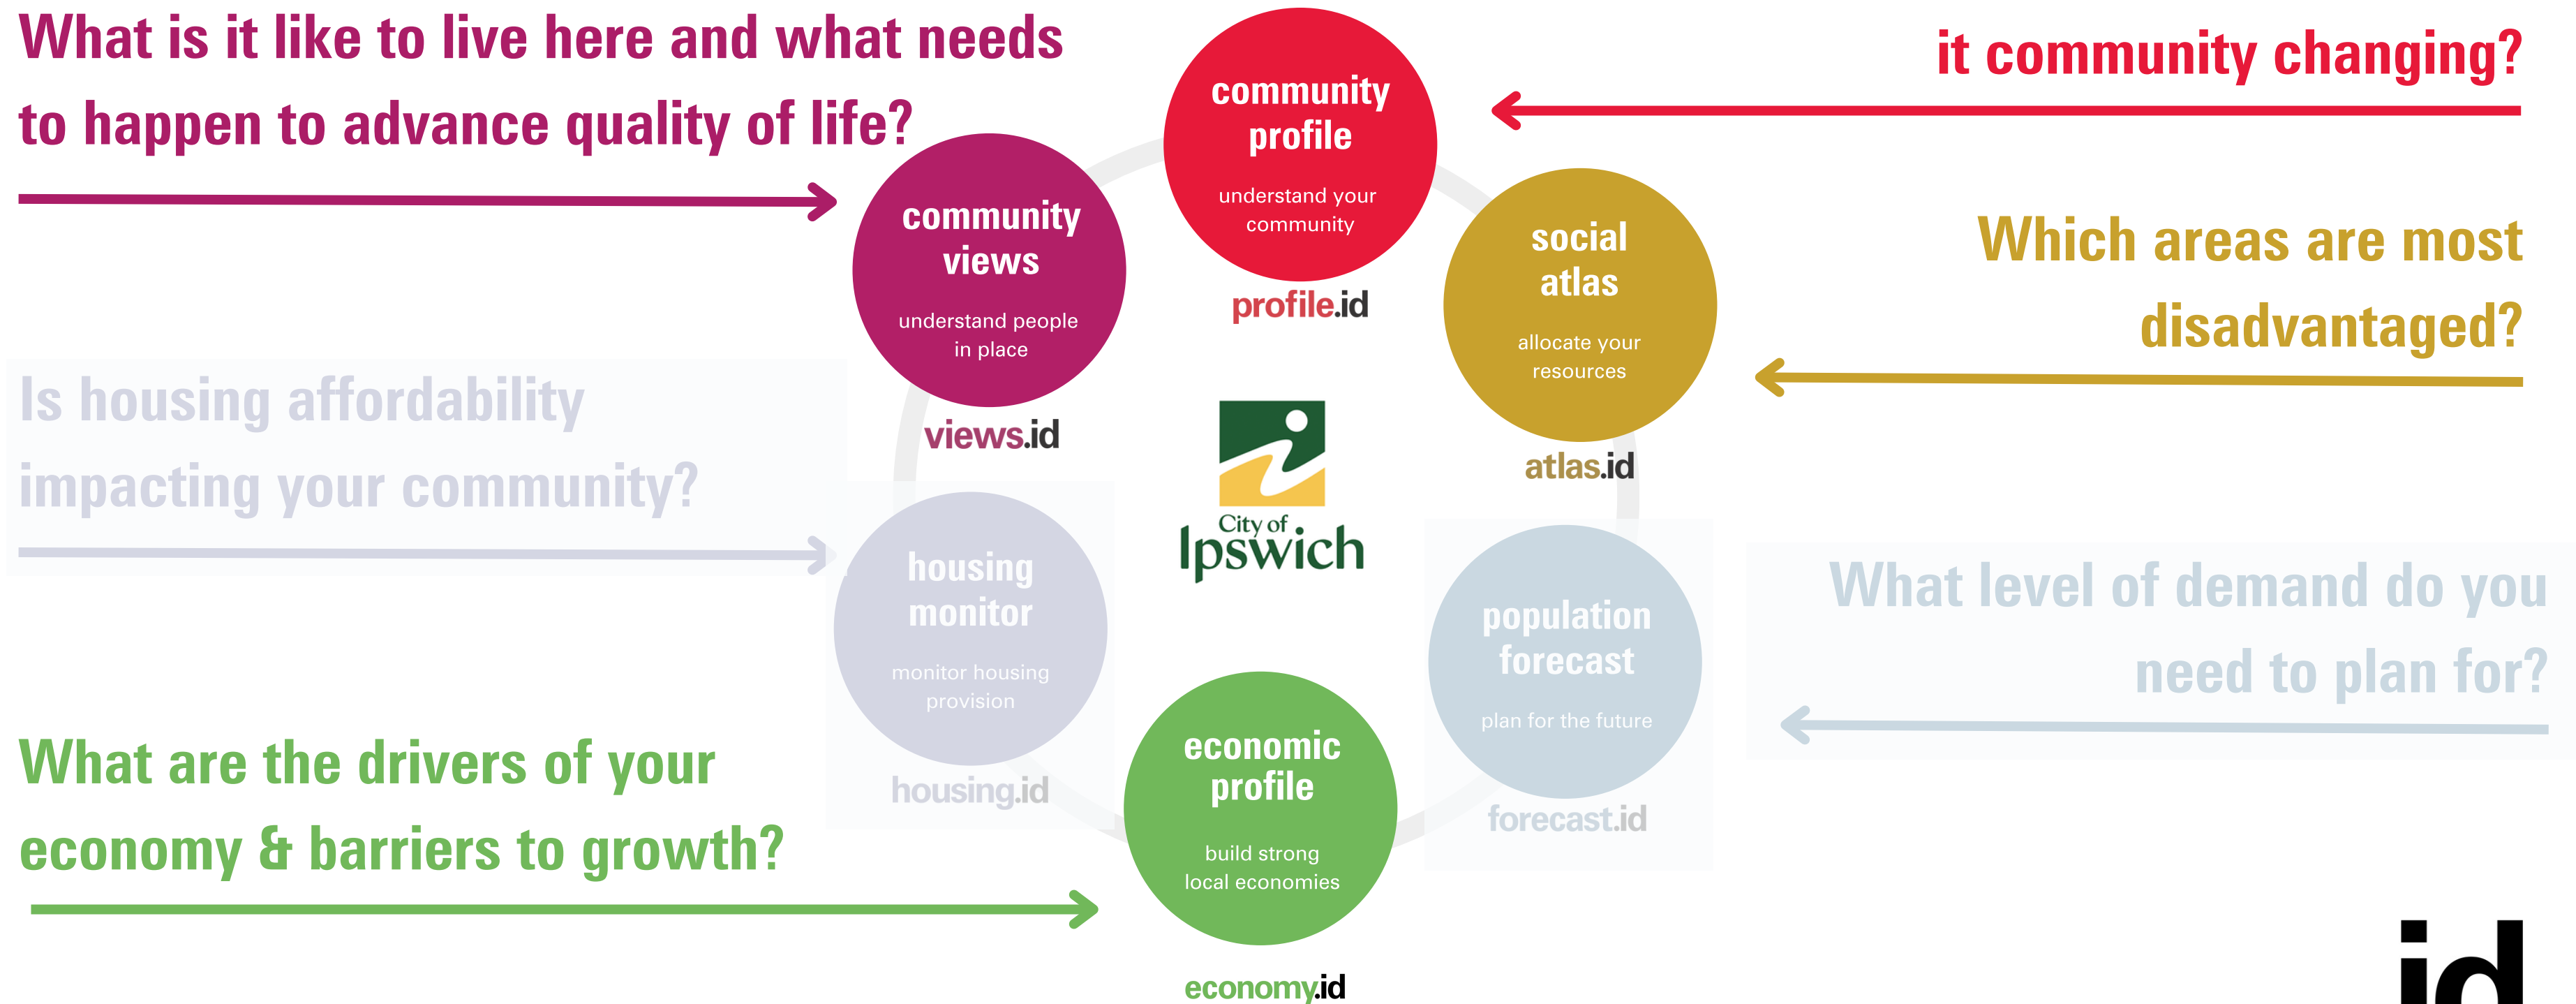 What is it like to live here and what needs
to happen to advance quality of life?
community
views
understand people
in place
views.id
Is housing affordability
impacting your community?
housing
monitor
monitor housing
provision
housing.id
What are the drivers of your
economy & barriers to growth?
community
profile
understand your
community
profile.id
City of
Ipswich
economic
profile
build strong
local economies
economy.id
it community changing?
social
atlas
allocate your
resources
atlas.id
Which areas are most
disadvantaged?
population
forecast
plan for the future
forecast.id
What level of demand do you
need to plan for?
id